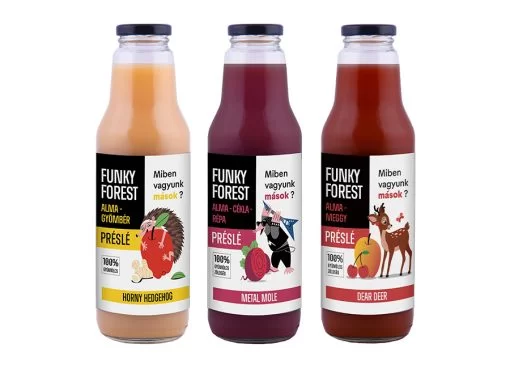 FUNKY
FOREST
ALMA -
GYÖMBÉR
PRÉSLÉ
100%
Miben
vagyunk
mások ?
HORNY HEDGEHOG
FUNKY
FOREST
ALMA - CÉKLA -
RÉPA
PRÉSLÉ
100%
Miben
vagyunk
mások ?
METAL MOLE
FUNKY
FOREST
ALMA -
MEGGY
PRÉSLÉ
100%
Miben
vagyunk
mások ?
DEAR DEER